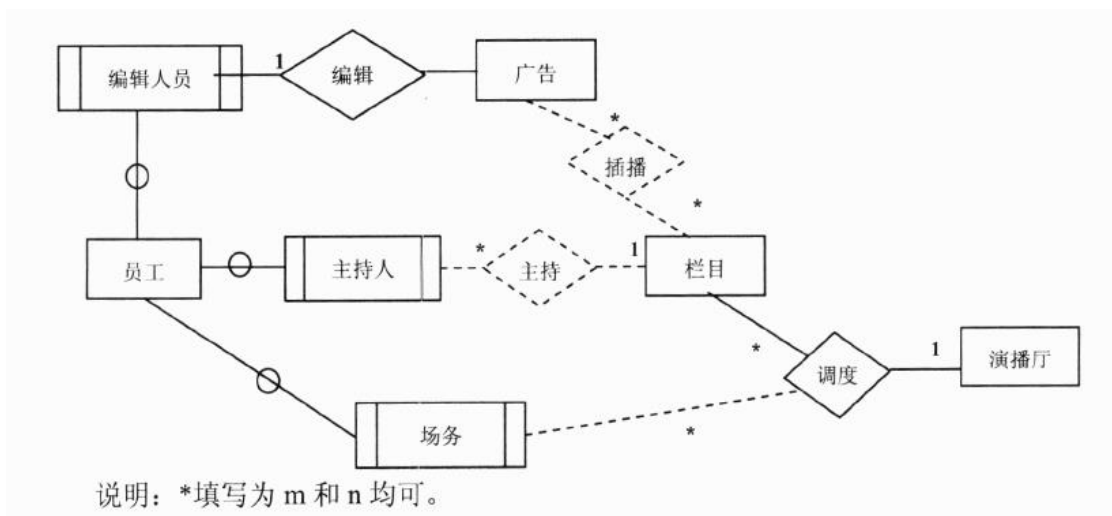 编辑人员
1
编辑
广告
*
插播
*
员工
主持人
*
主持
1
栏目
*
调度
1
演播厅
场务
*
说明：*填写为 m 和 n 均可。